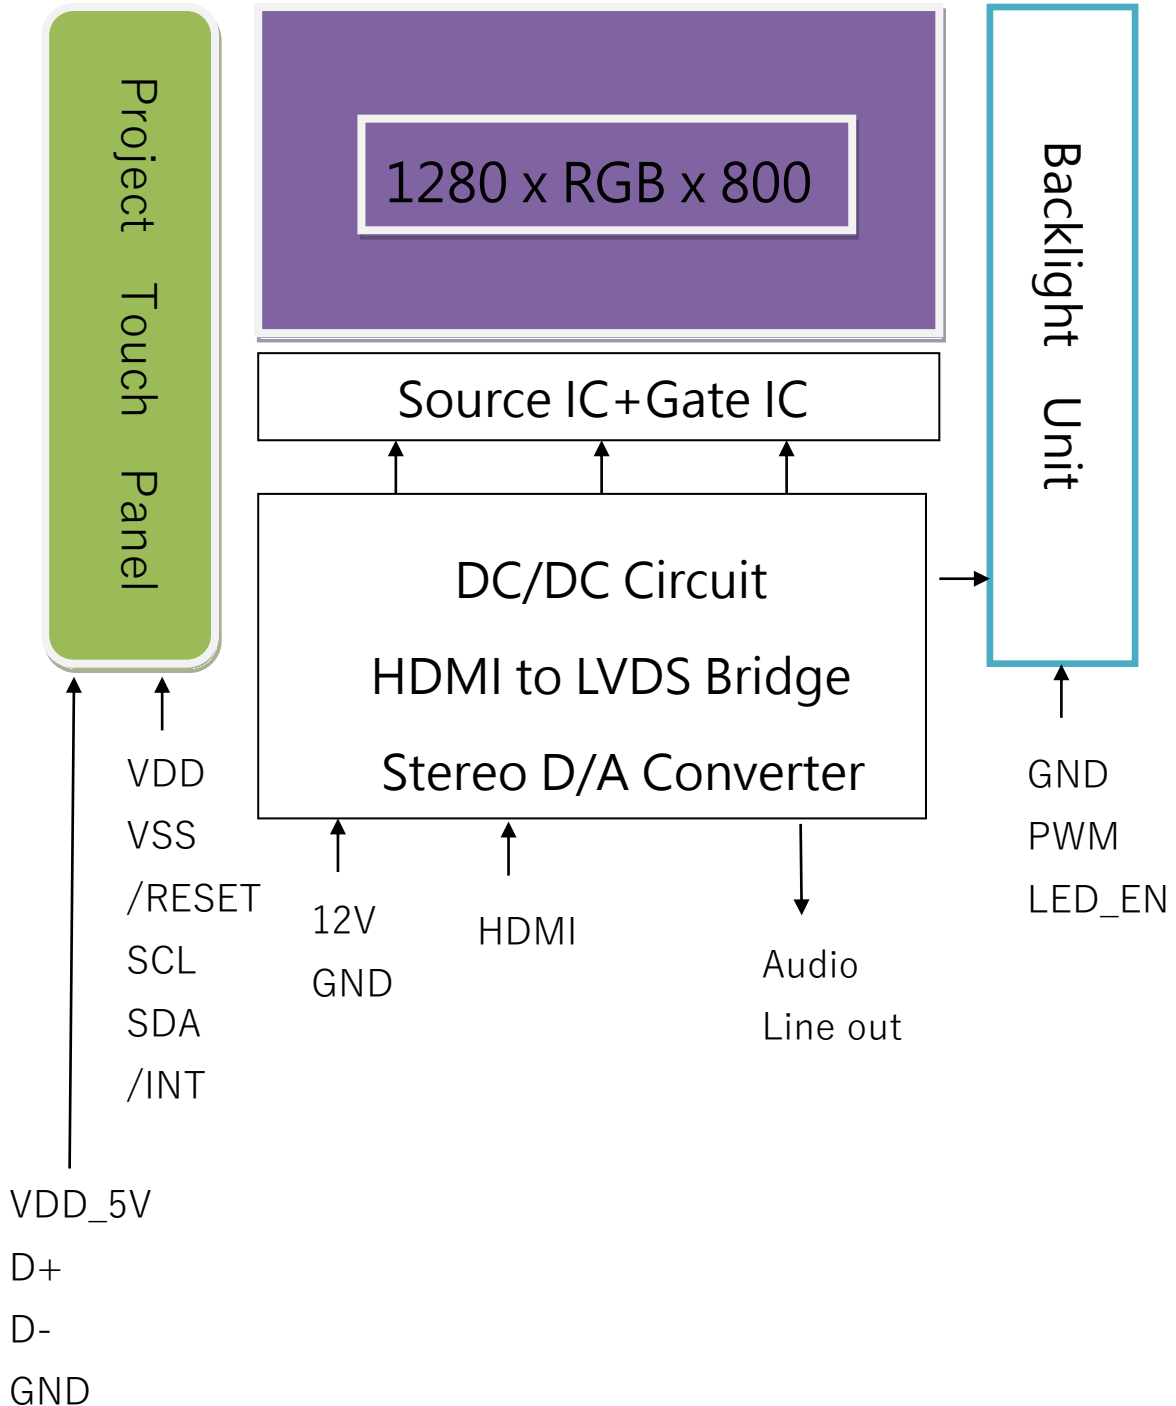 Project Touch Panel
1280 x RGB x 800
Backlight Unit
Source IC+Gate IC
DC/DC Circuit
HDMI to LVDS Bridge
Stereo D/A Converter
VDD
VSS
/RESET
SCL
SDA
/INT
12V
GND
HDMI
Audio
Line out
GND
PWM
LED_EN
VDD_5V
D+
D-
GND